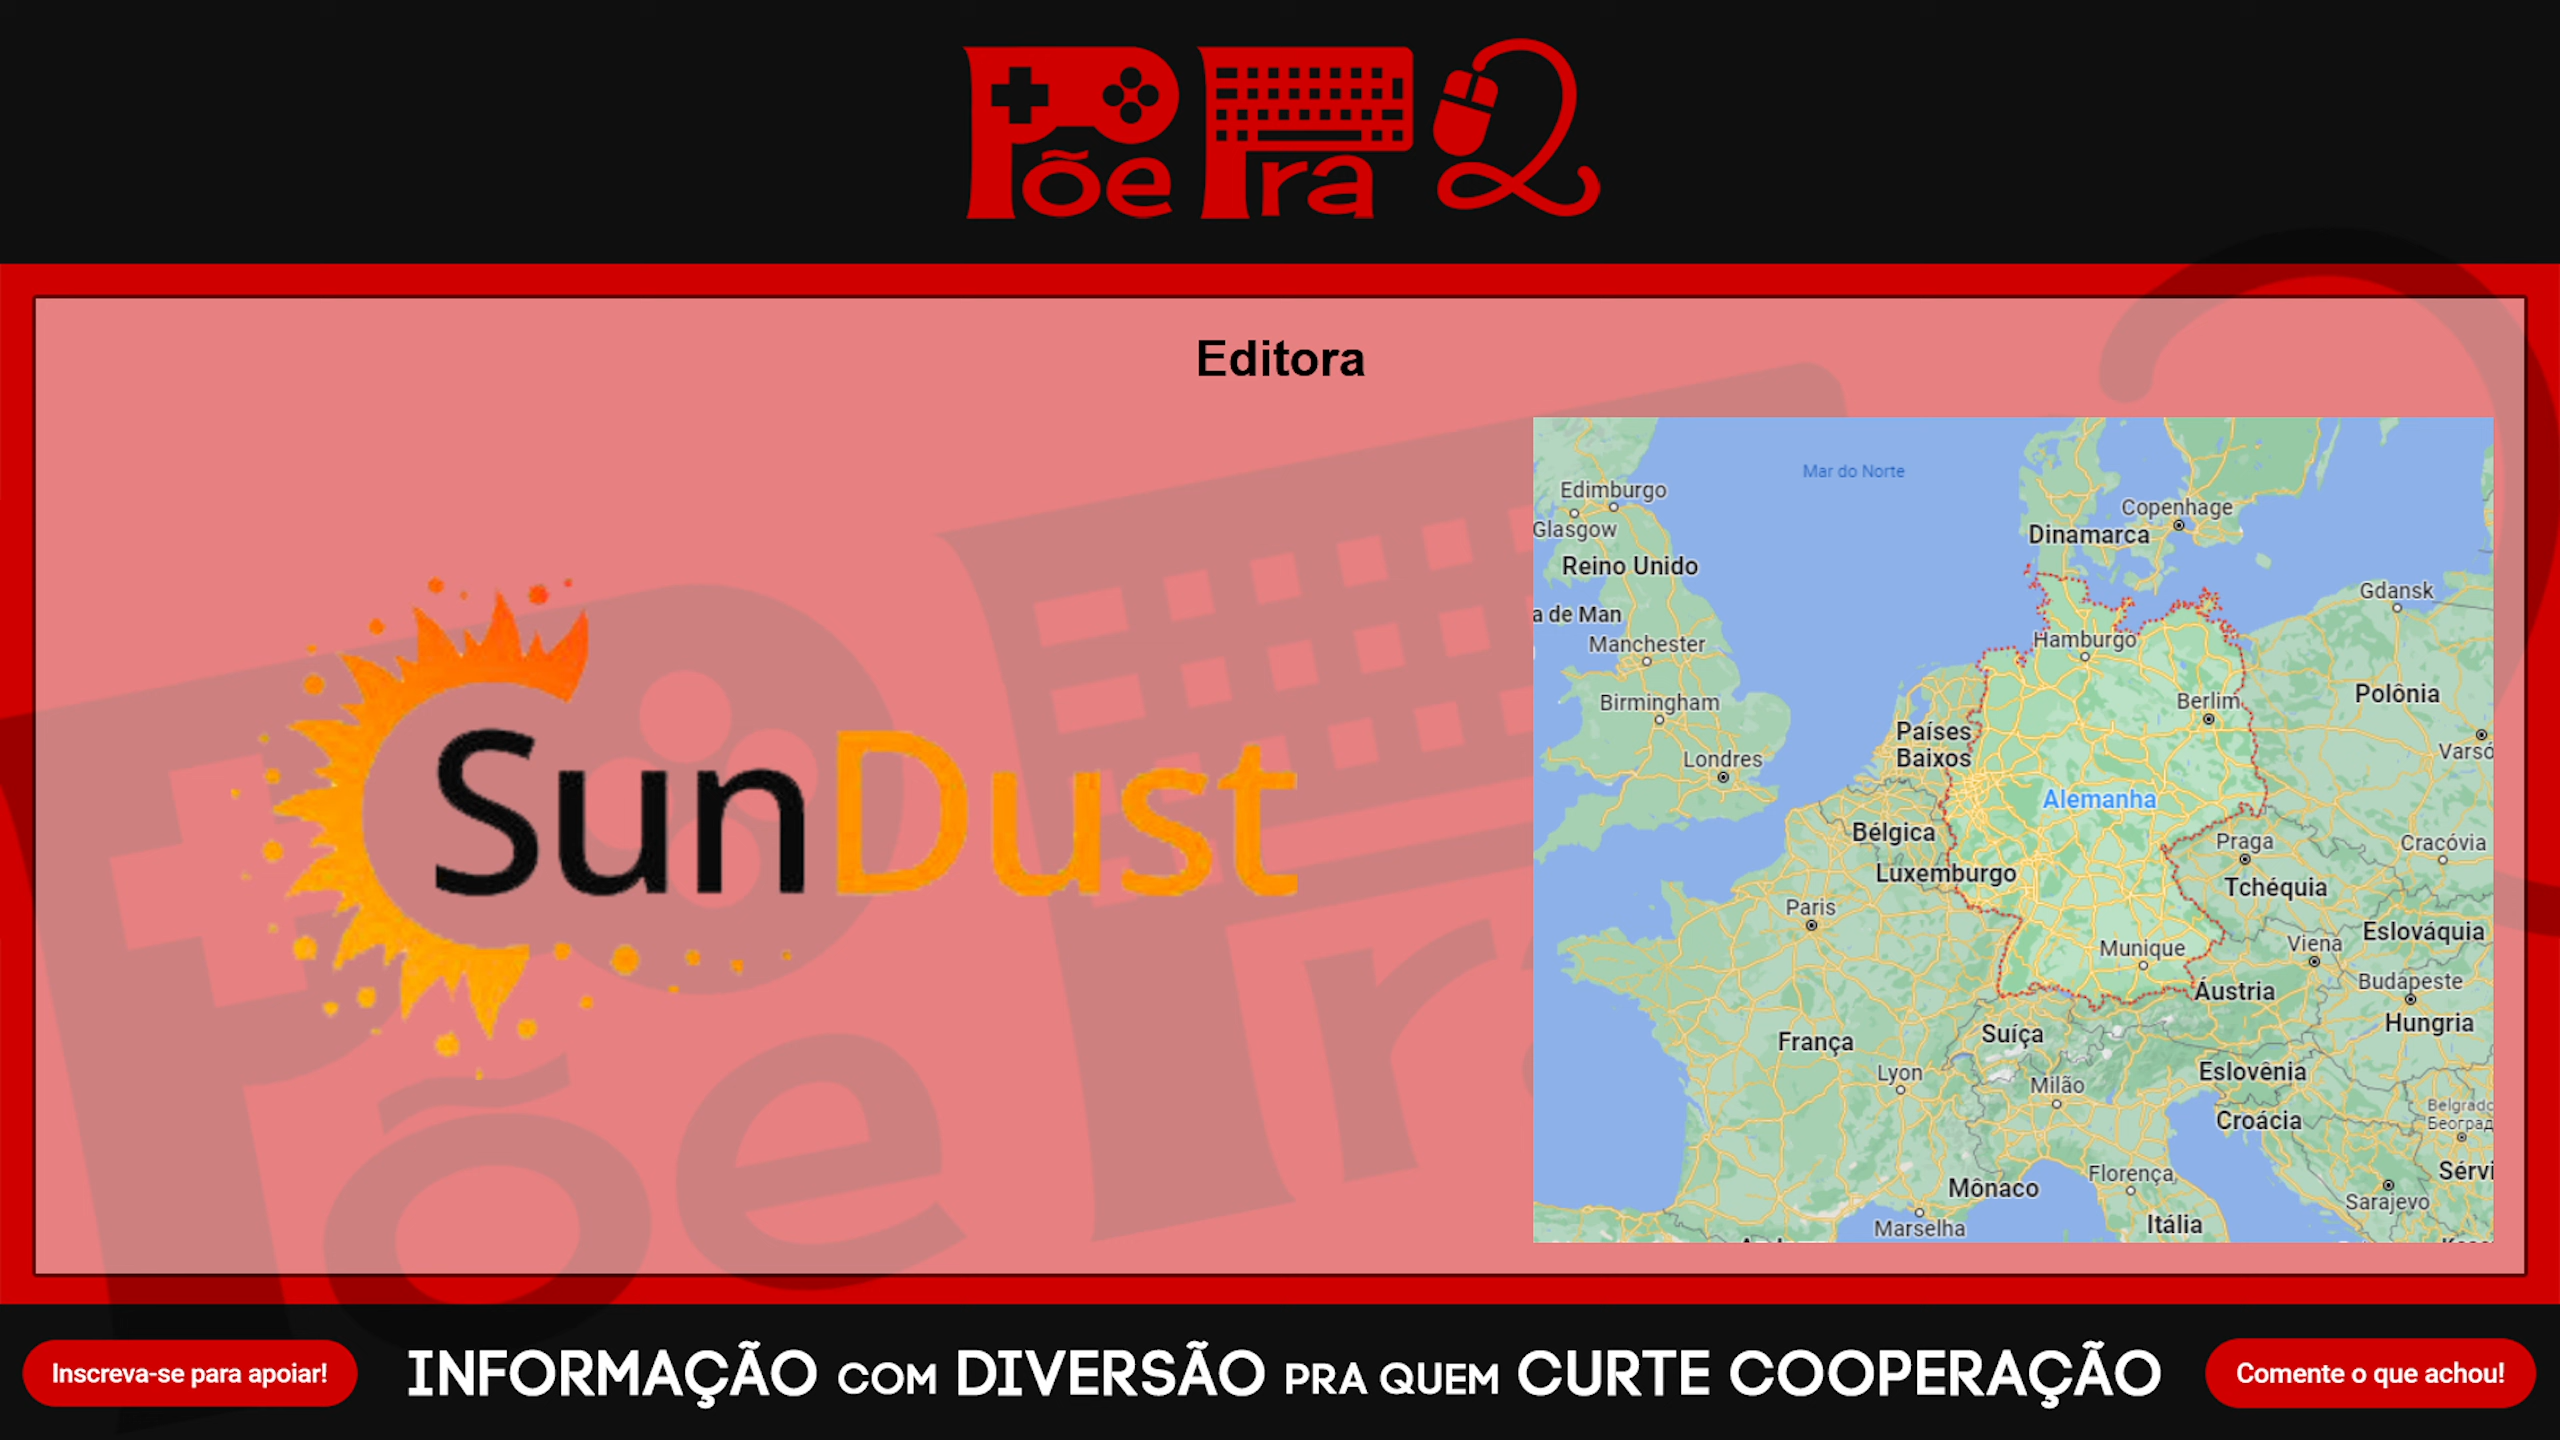 Põe Pra 2
Editora
SunDust
Mar do Norte
Edimburgo
Glasgow
Copenhage
Dinamarca
Reino Unido
Gdansk
a de Man
Manchester
Hamburgo
Birmingham
Berlim
Polônia
Países
Baixos
Londres
Varsó
Alemanha
Bélgica
Praga
Cracóvia
Luxemburgo
Tchéquia
Paris
Eslováquia
Munique
Viena
Budapeste
Áustria
Hungria
Suíça
França
Lyon
Milão
Eslovênia
Belgrado
Београд
Croácia
Florença
Sérvi
Mônaco
Sarajevo
Marselha
Itália
Inscreva-se para apoiar!
INFORMAÇÃO COM DIVERSÃO PRA QUEM CURTE COOPERAÇÃO
Comente o que achou!